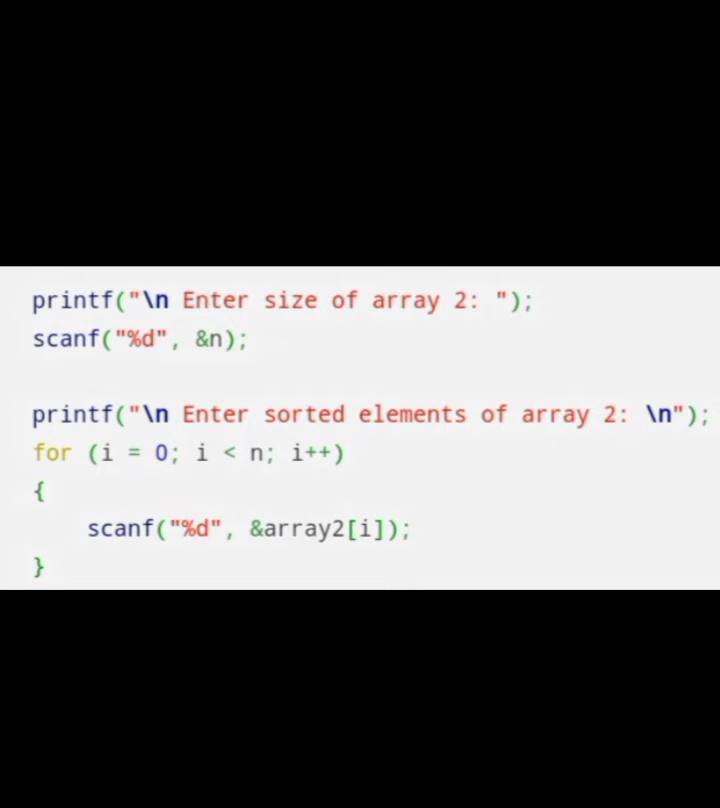 printf("\n Enter size of array 2: ");
scanf("%d", &n);
printf("\n Enter sorted elements of array 2: \n");
for (i = 0; i < n; i++)
{
scanf("%d", &array2[i]);
}